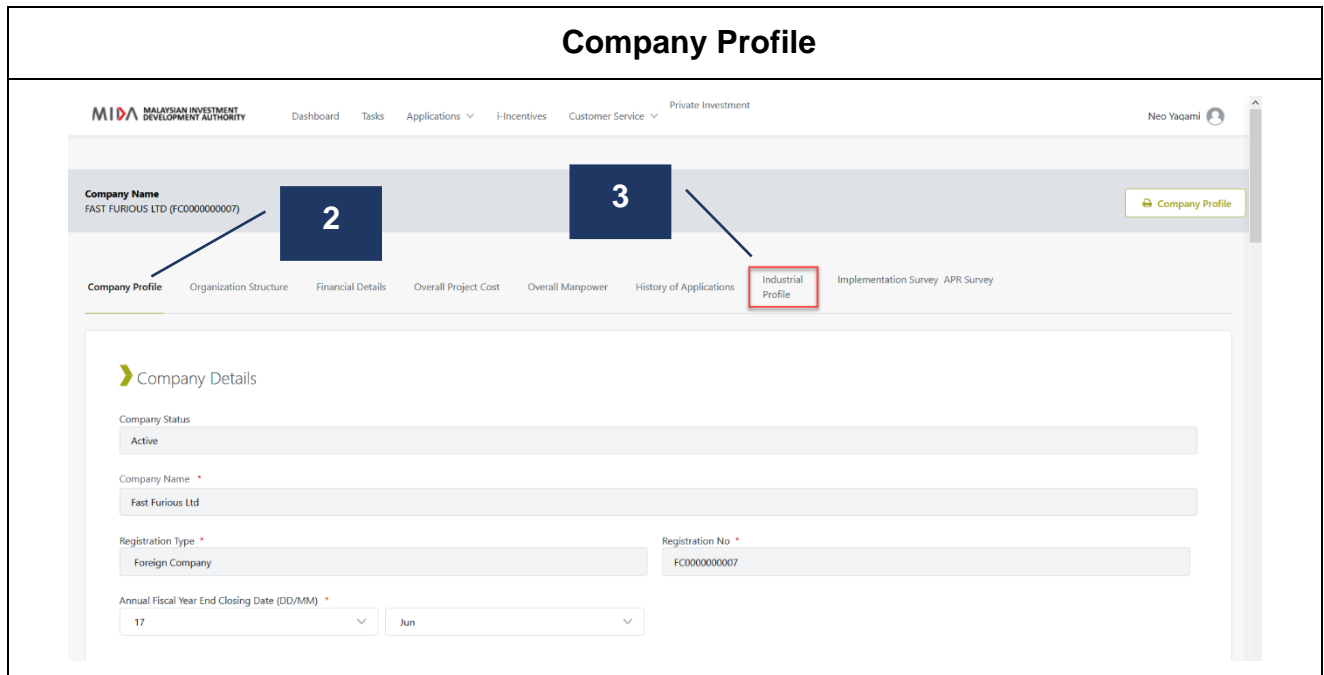 Company Profile
Private Investment
MIDA MALAYSIAN INVESTMENT
DEVELOPMENT AUTHORITY
Dashboard Tasks Applications i-Incentives Customer Service
Neo Yagami
Company Name
FAST FURIOUS LTD (FC0000000007)
2
3
Company Profile
Company Profile Organization Structure Financial Details Overall Project Cost Overall Manpower History of Applications
Industrial
Profile
Implementation Survey APR Survey
Company Details
Company Status
Active
Company Name *
Fast Furious Ltd
Registration Type * Registration No *
Foreign Company FC0000000007
Annual Fiscal Year End Closing Date (DD/MM) *
17 Jun